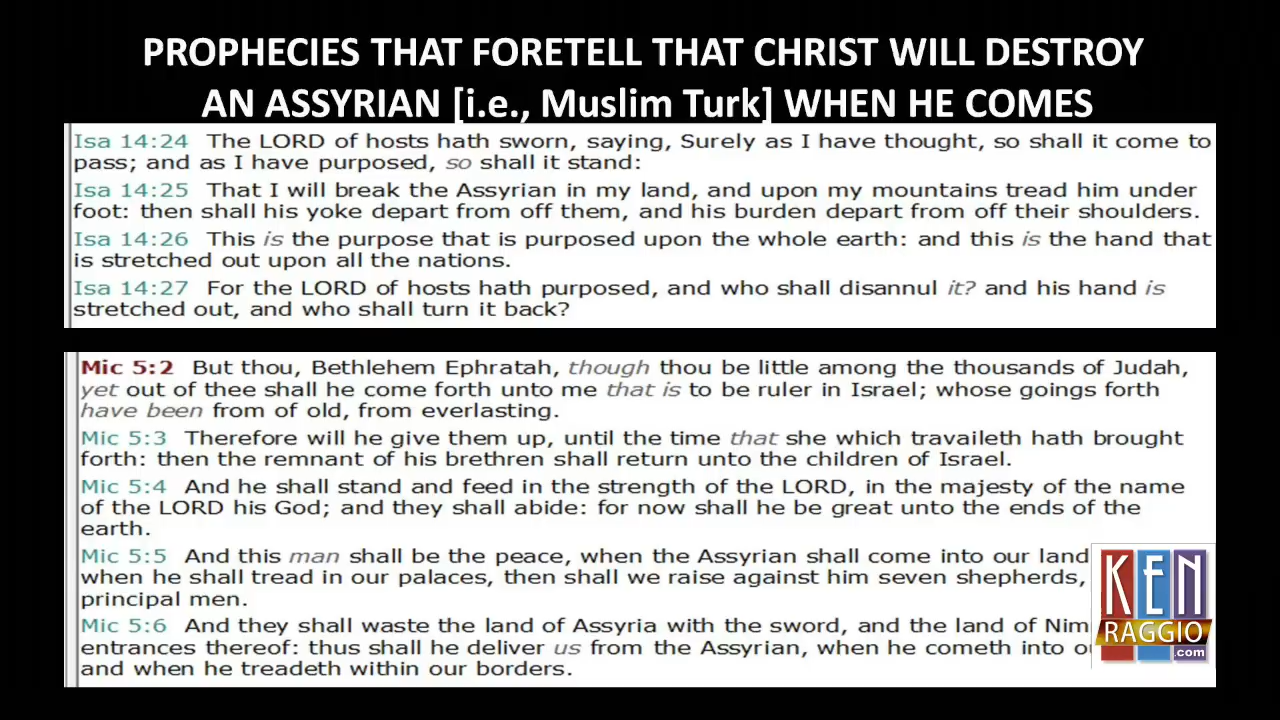 PROPHECIES THAT FORETELL THAT CHRIST WILL DESTROY
AN ASSYRIAN [i.e., Muslim Turk] WHEN HE COMES
Isa 14:24 The LORD of hosts hath sworn, saying, Surely as I have thought, so shall it come to
pass; and as I have purposed, so shall it stand:
Isa 14:25 That I will break the Assyrian in my land, and upon my mountains tread him under
foot: then shall his yoke depart from off them, and his burden depart from off their shoulders.
Isa 14:26 This is the purpose that is purposed upon the whole earth: and this is the hand that
is stretched out upon all the nations.
Isa 14:27 For the LORD of hosts hath purposed, and who shall disannul it? and his hand is
stretched out, and who shall turn it back?
Mic 5:2 But thou, Bethlehem Ephratah, though thou be little among the thousands of Judah,
yet out of thee shall he come forth unto me that is to be ruler in Israel; whose goings forth
have been from of old, from everlasting.
Mic 5:3 Therefore will he give them up, until the time that she which travaileth hath brought
forth: then the remnant of his brethren shall return unto the children of Israel.
Mic 5:4 And he shall stand and feed in the strength of the LORD, in the majesty of the name
of the LORD his God; and they shall abide: for now shall he be great unto the ends of the
earth.
Mic 5:5 And this man shall be the peace, when the Assyrian shall come into our land
when he shall tread in our palaces, then shall we raise against him seven shepherds,
principal men.
Mic 5:6 And they shall waste the land of Assyria with the sword, and the land of Nim
entrances thereof: thus shall he deliver us from the Assyrian, when he cometh into
and when he treadeth within our borders.
KEN
RAGGIO
.com